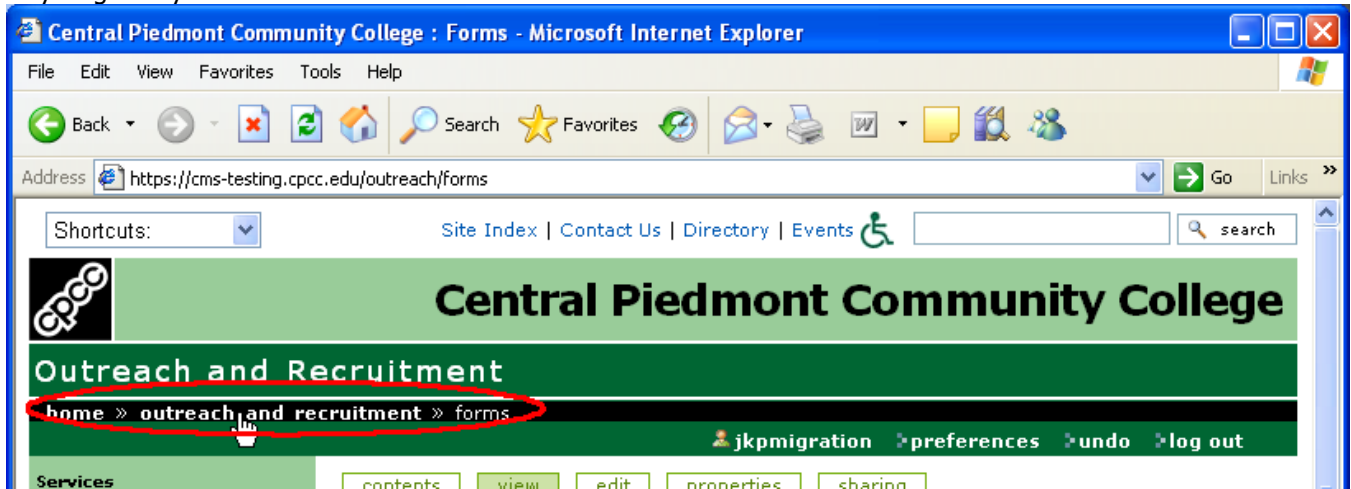 Central Piedmont Community College : Forms - Microsoft Internet Explorer
File Edit View Favorites Tools Help
Back Search Favorites W
Address https://cms-testing.cpcc.edu/outreach/forms Go Links »
Shortcuts: Site Index | Contact Us | Directory | Events search
CPCC Central Piedmont Community College
Outreach and Recruitment
home » outreach and recruitment » forms
jkpmigration preferences undo log out
Services contents view edit properties sharing